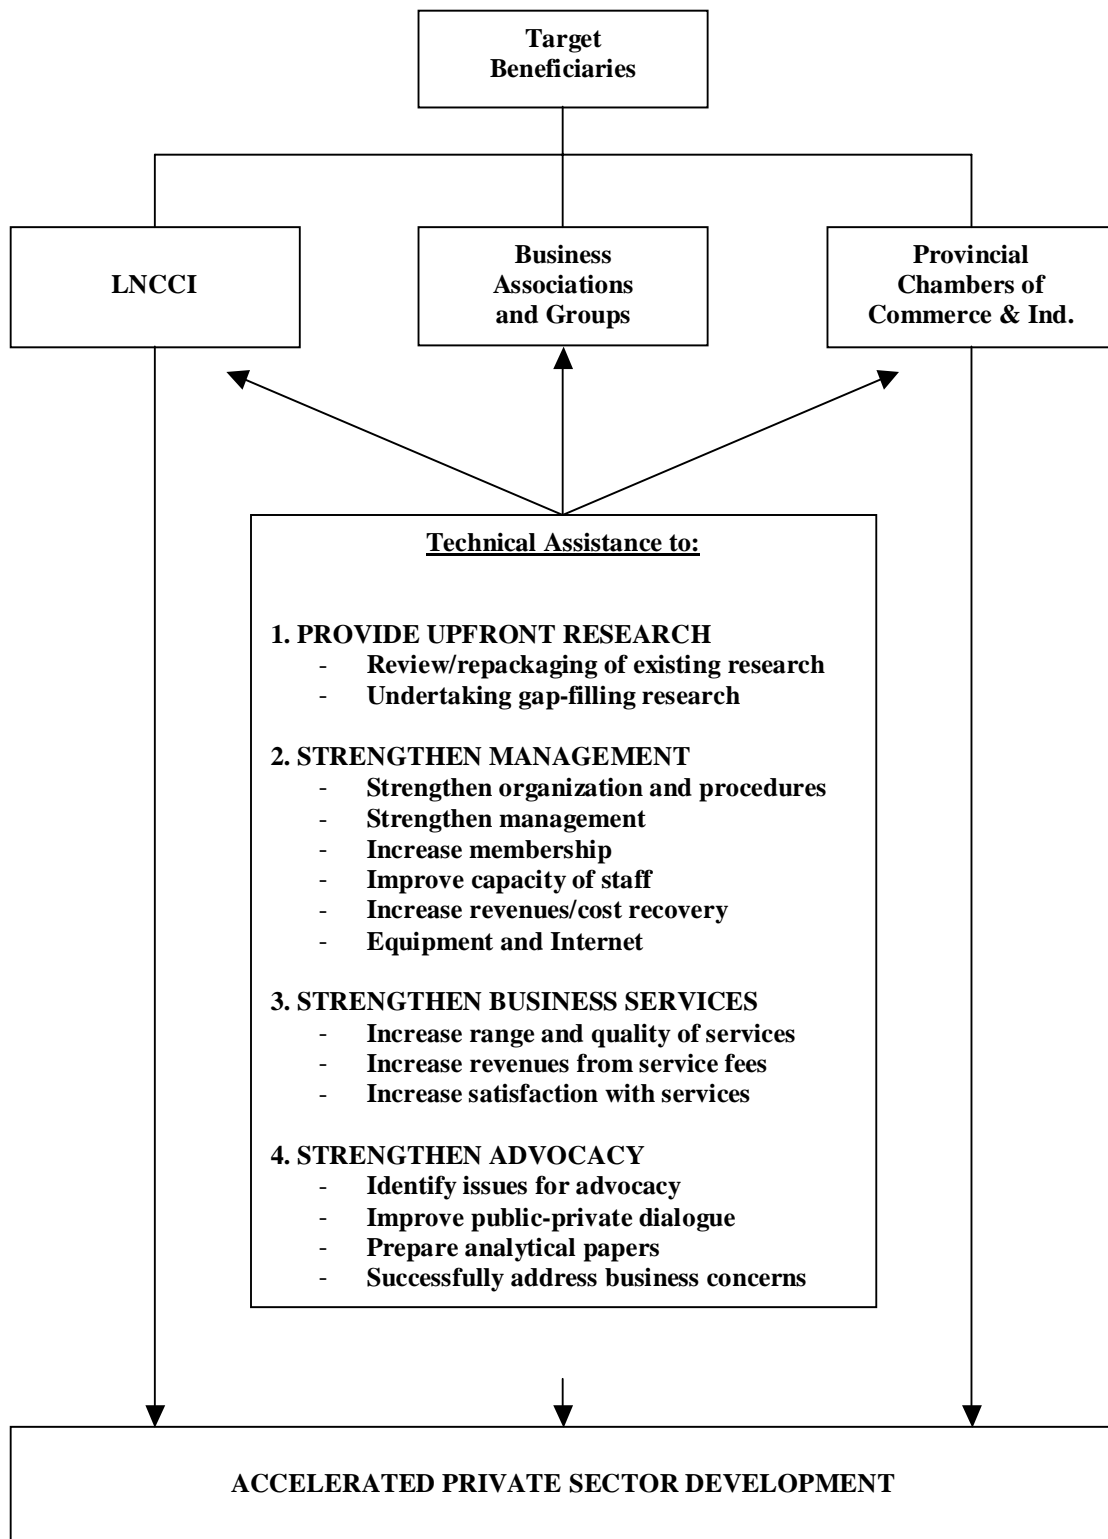 Target
Beneficiaries
LNCCI
Business
Associations
and Groups
Provincial
Chambers of
Commerce & Ind.
Technical Assistance to:
1. PROVIDE UPFRONT RESEARCH
- Review/repackaging of existing research
- Undertaking gap-filling research
2. STRENGTHEN MANAGEMENT
- Strengthen organization and procedures
- Strengthen management
- Increase membership
- Improve capacity of staff
- Increase revenues/cost recovery
- Equipment and Internet
3. STRENGTHEN BUSINESS SERVICES
- Increase range and quality of services
- Increase revenues from service fees
- Increase satisfaction with services
4. STRENGTHEN ADVOCACY
- Identify issues for advocacy
- Improve public-private dialogue
- Prepare analytical papers
- Successfully address business concerns
ACCELERATED PRIVATE SECTOR DEVELOPMENT